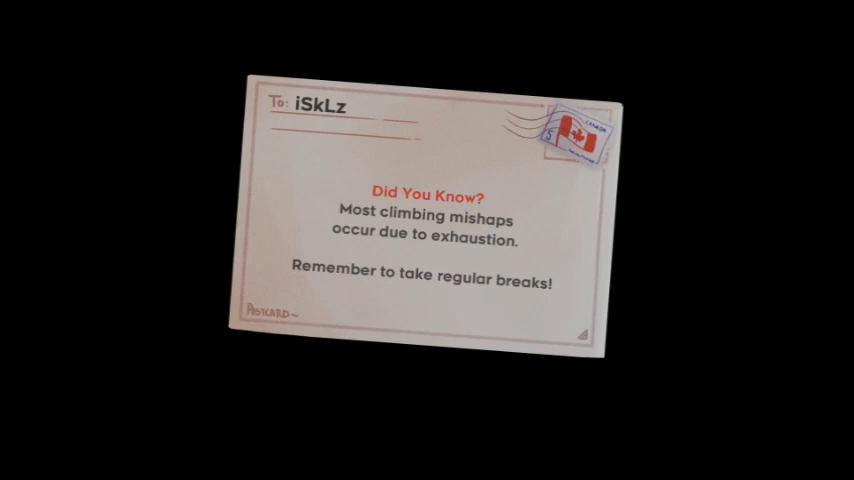 To: iSkLz
CANADA
5
Did You Know?
Most climbing mishaps
occur due to exhaustion.
Remember to take regular breaks!
POSTCARD~